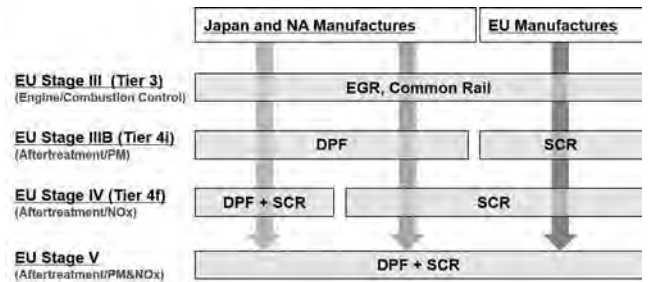 Japan and NA Manufactures
EU Manufactures
EU Stage III (Tier 3)
(Engine/Combustion Control)
EGR, Common Rail
EU Stage IIIB (Tier 4i)
(Aftertreatment/PM)
DPF
SCR
EU Stage IV (Tier 4f)
(Aftertreatment/NOx)
DPF + SCR
SCR
EU Stage V
(Aftertreatment/PM&NOx)
DPF + SCR